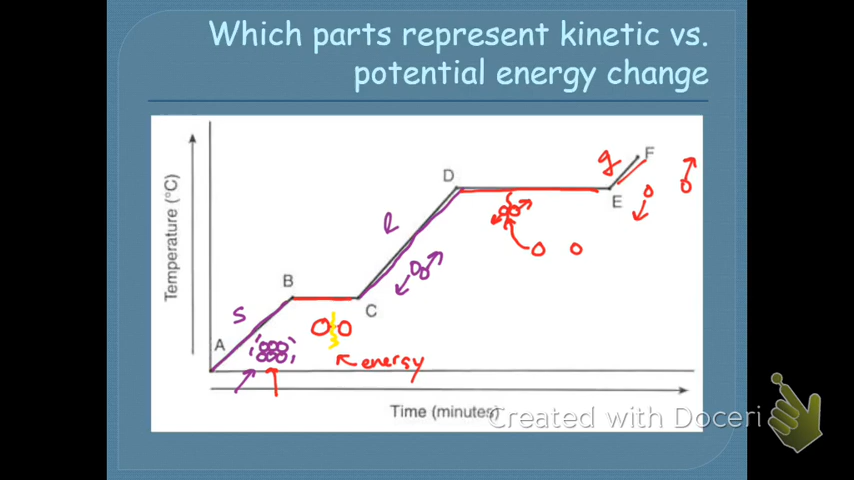 Which parts represent kinetic vs.
potential energy change
Temperature (°C)
A
B
C
D
E
F
s
l
g
energy
Time (minutes)
Created with Doceri